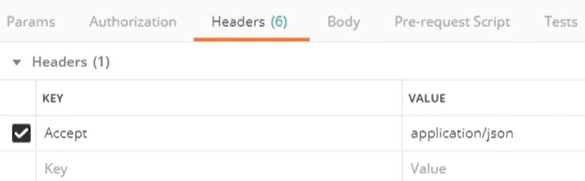 Params Authorization Headers (6) Body Pre-request Script Tests
Headers (1)
KEY VALUE
Accept application/json
Key Value